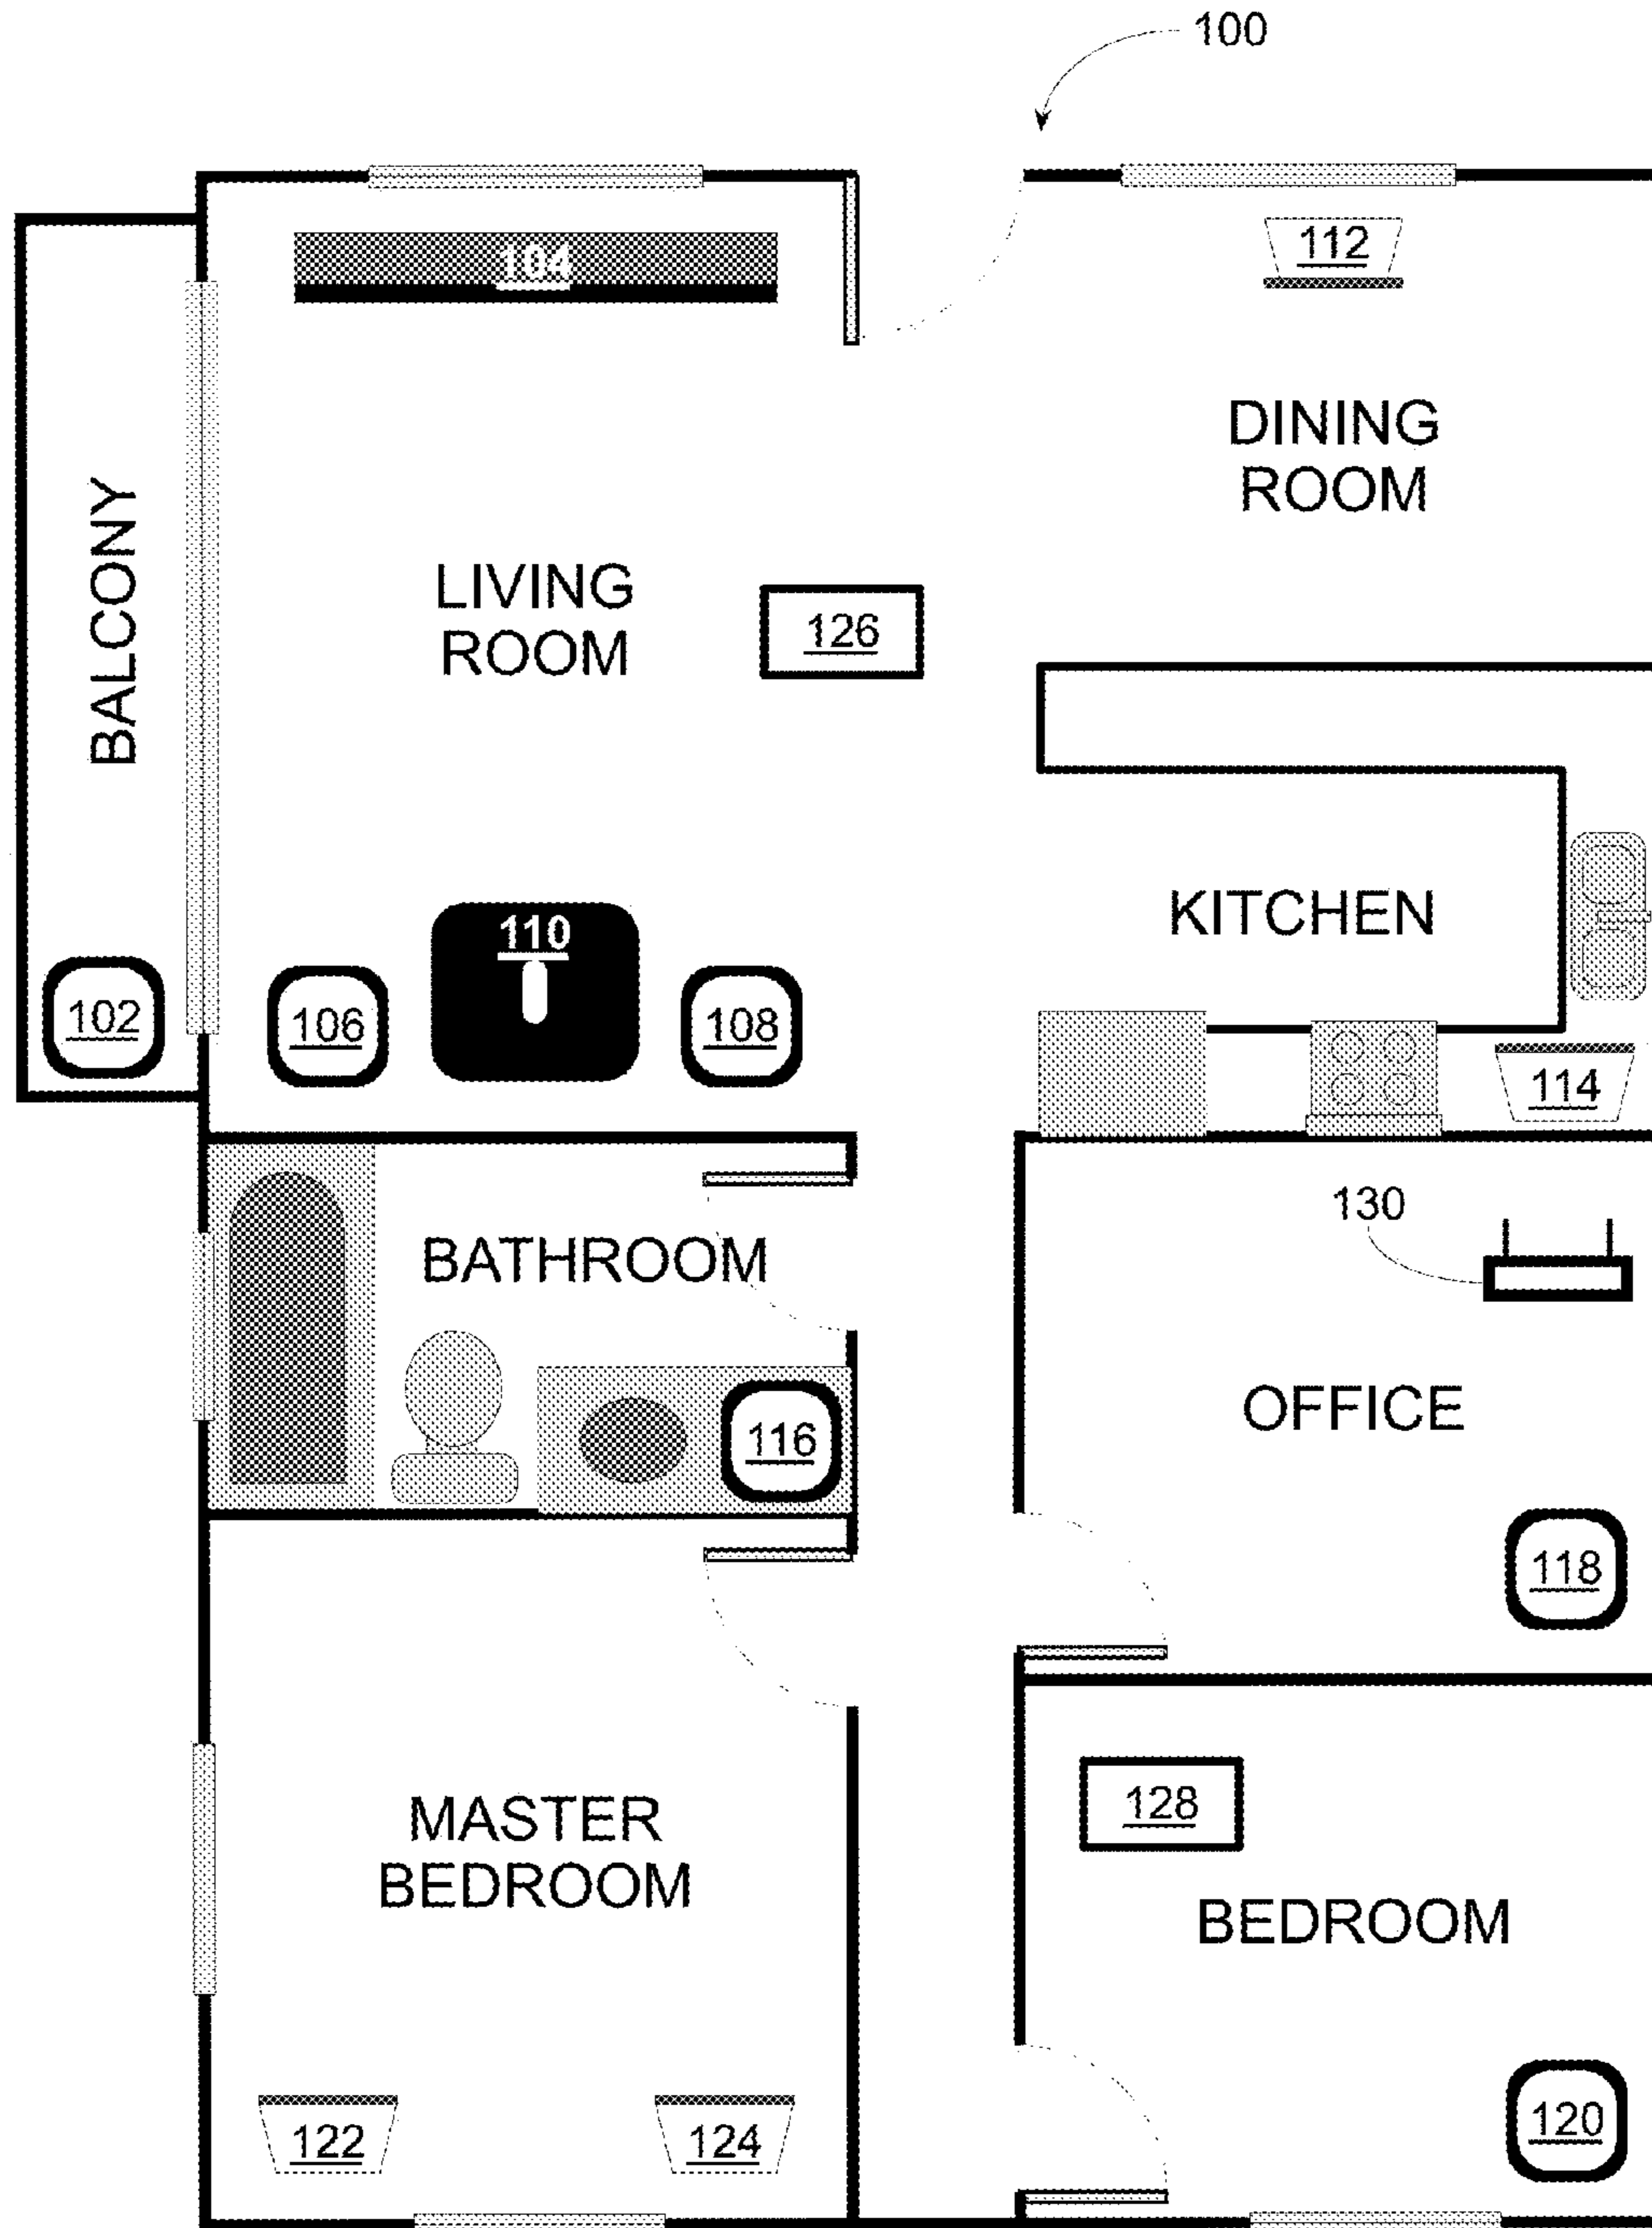 100
104
112
DINING
ROOM
BALCONY
LIVING
ROOM
126
KITCHEN
110
102
106
108
114
130
BATHROOM
OFFICE
116
118
MASTER
BEDROOM
128
BEDROOM
122
124
120